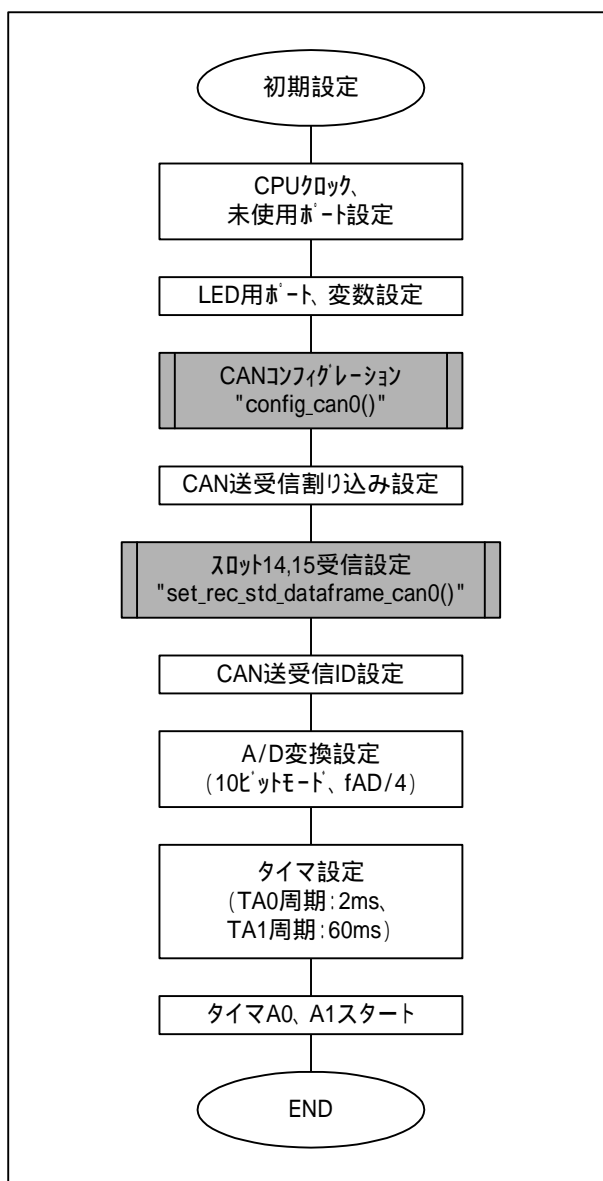 初期設定
CPUｸﾛｯｸ、
未使用ﾎﾟｰﾄ設定
LED用ﾎﾟｰﾄ、変数設定
CANｺﾝﾌｨｸﾞﾚｰｼｮﾝ
"config_can0()"
CAN送受信割り込み設定
ｽﾛｯﾄ14,15受信設定
"set_rec_std_dataframe_can0()"
CAN送受信ID設定
A/D変換設定
(10ﾋﾞｯﾄﾓｰﾄﾞ、fAD/4)
タイマ設定
(TA0周期:2ms、
TA1周期:60ms)
タイマA0、A1スタート
END